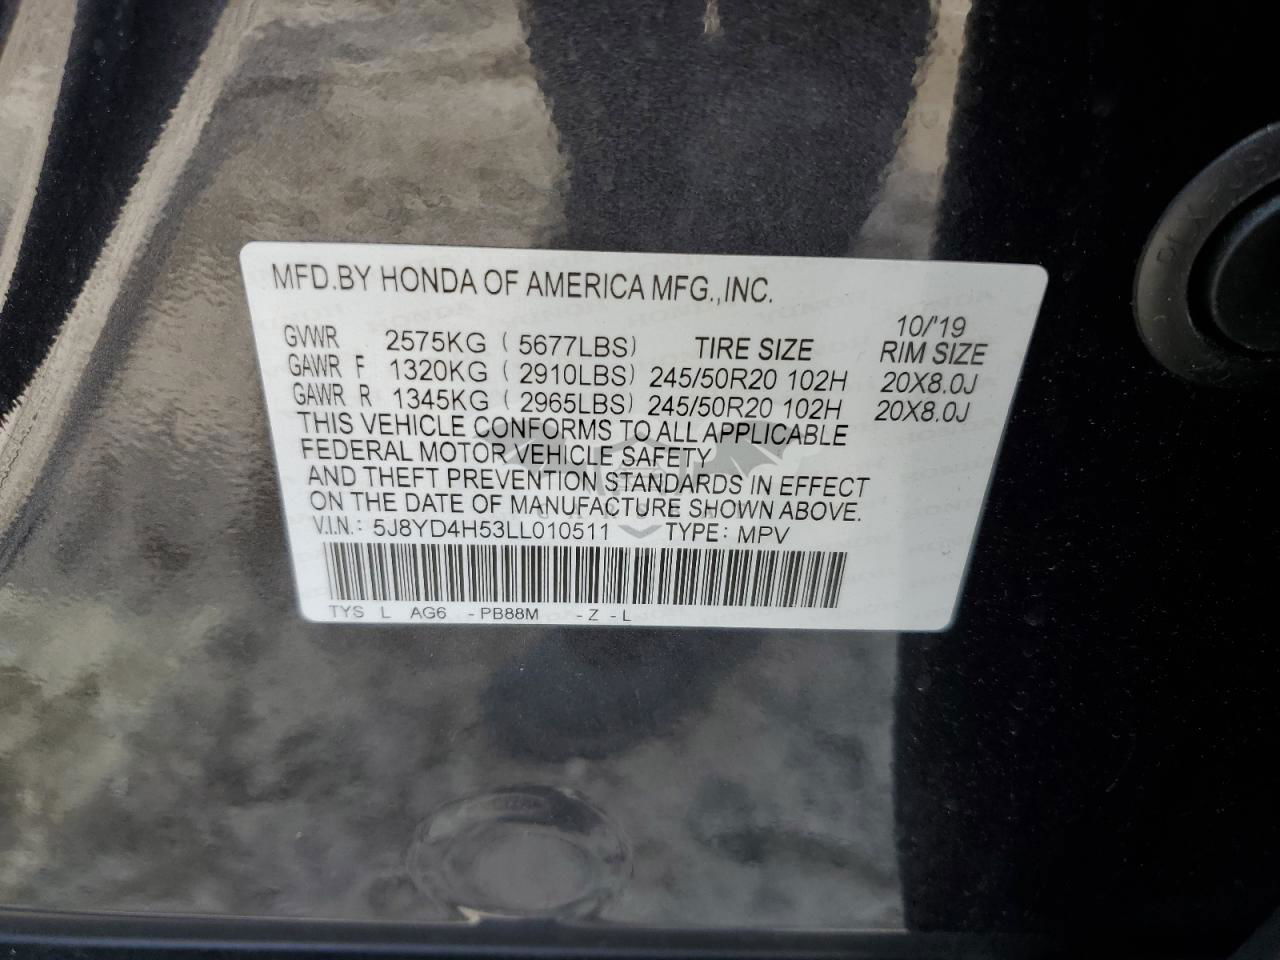 MFD.BY HONDA OF AMERICA MFG.,INC.
10/'19
GVWR 2575KG ( 5677LBS) TIRE SIZE RIM SIZE
GAWR F 1320KG ( 2910LBS) 245/50R20 102H 20X8.0J
GAWR R 1345KG ( 2965LBS) 245/50R20 102H 20X8.0J
THIS VEHICLE CONFORMS TO ALL APPLICABLE
FEDERAL MOTOR VEHICLE SAFETY
AND THEFT PREVENTION STANDARDS IN EFFECT
ON THE DATE OF MANUFACTURE SHOWN ABOVE.
V.I.N.: 5J8YD4H53LL010511 TYPE: MPV
TYS L AG6 -PB88M -Z -L